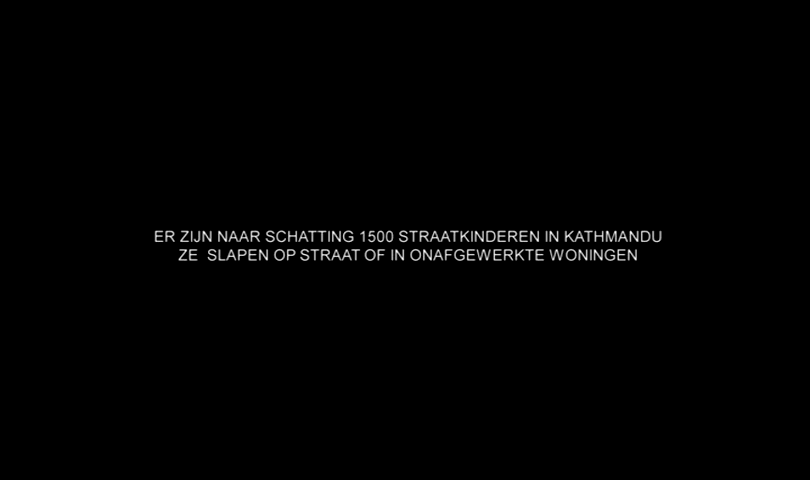 ER ZIJN NAAR SCHATTING 1500 STRAATKINDEREN IN KATHMANDU
ZE  SLAPEN OP STRAAT OF IN ONAFGEWERKTE WONINGEN